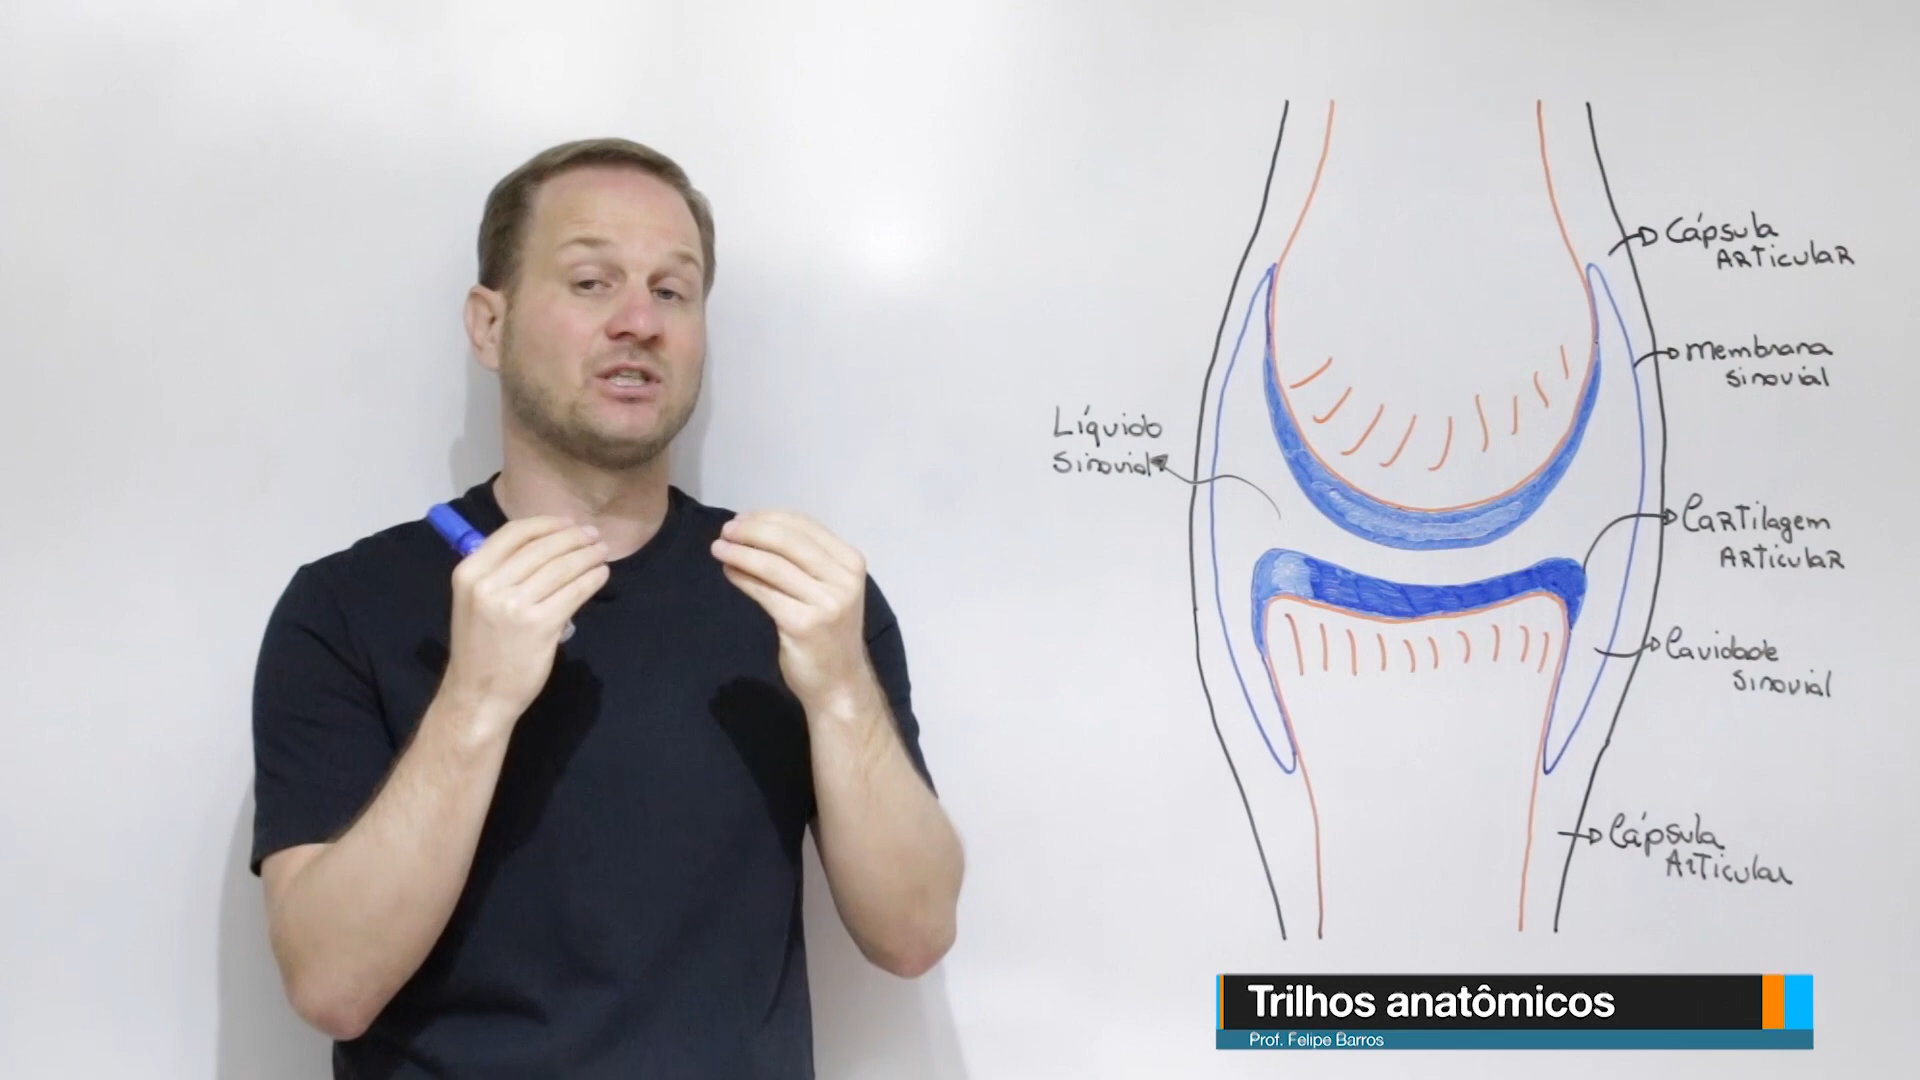 Cápsula
ARTiculaR
Membrana
Sinovial
Líquido
Sinovial
Cartilagem
ARTiculaR
Cavidade
Sinovial
Cápsula
ARTicular
Trilhos anatômicos
Prof. Felipe Barros